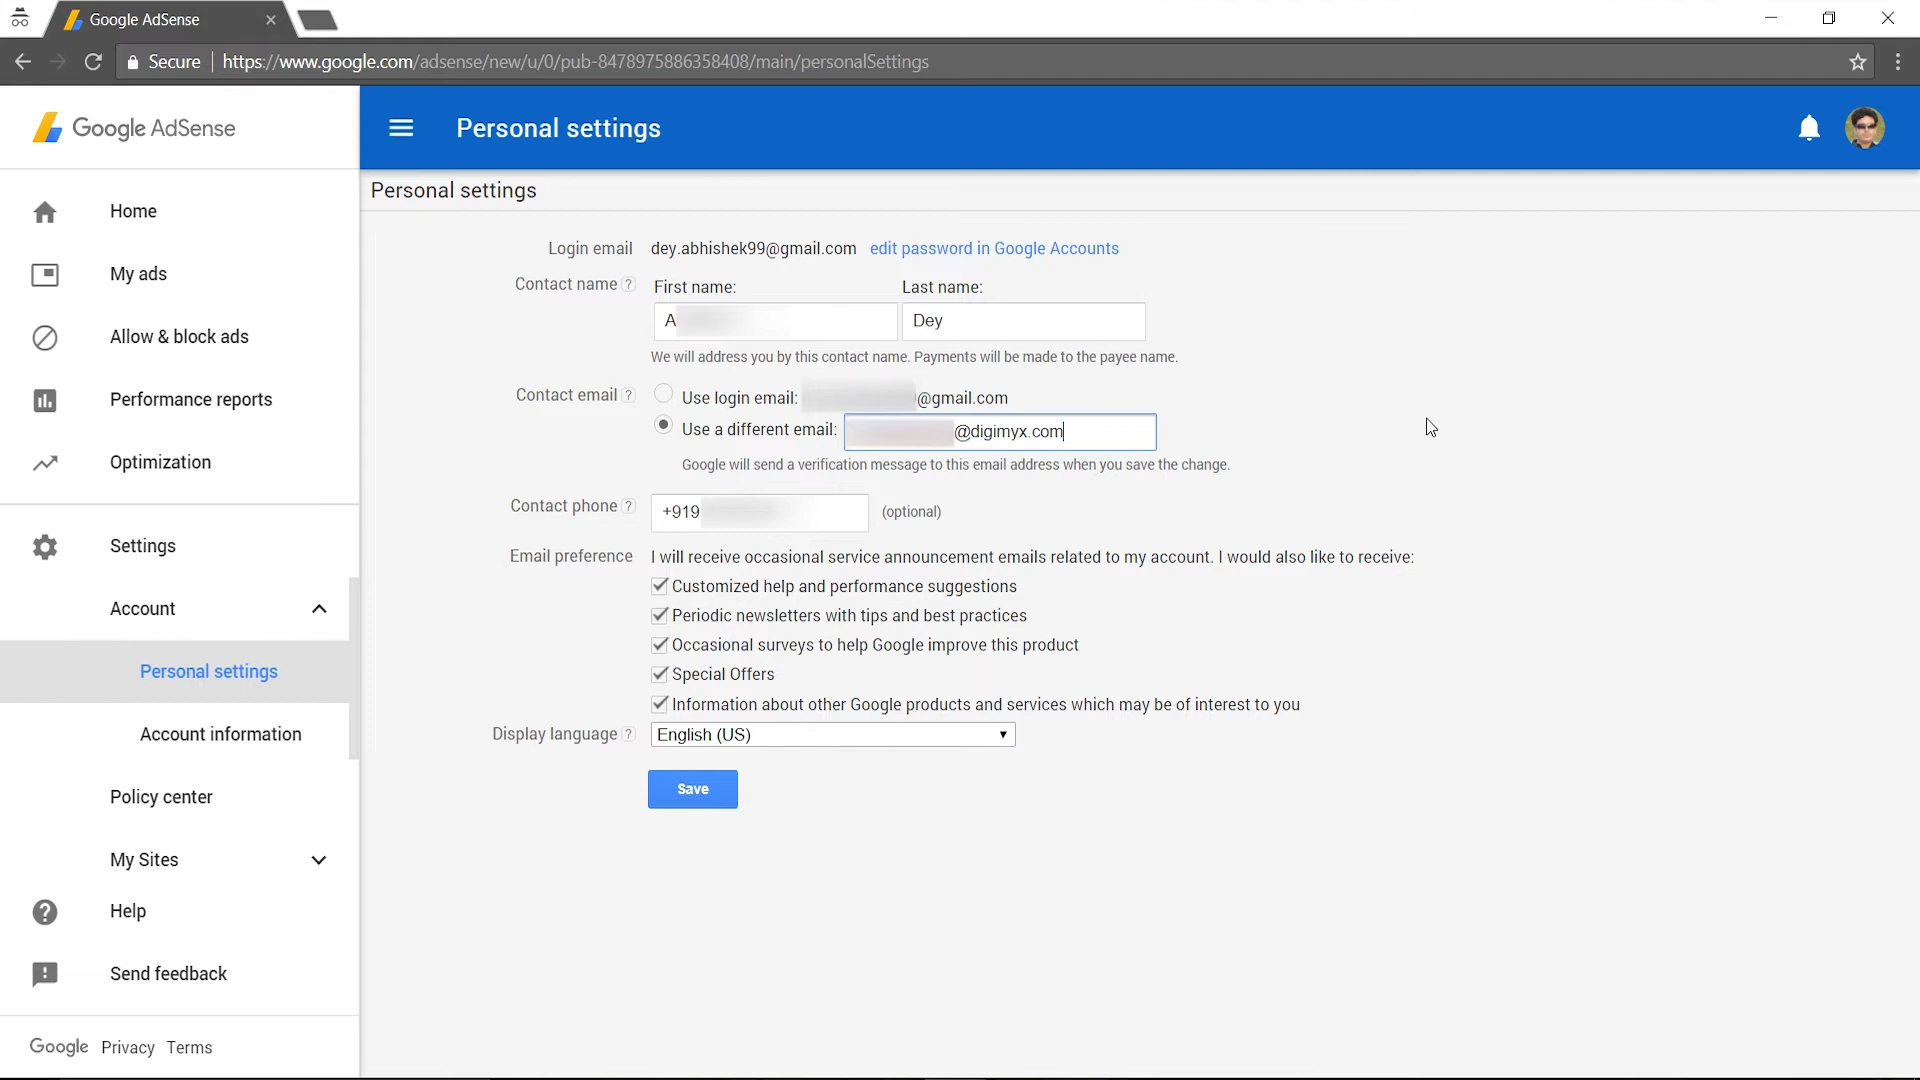 Google AdSense
Secure https://www.google.com/adsense/new/u/0/pub-8478975886358408/main/personalSettings
Google AdSense
Personal settings
Home
My ads
Allow & block ads
Performance reports
Optimization
Settings
Account
Personal settings
Account information
Policy center
My Sites
Help
Send feedback
Google Privacy Terms
Personal settings
Login email dey.abhishek99@gmail.com edit password in Google Accounts
Contact name ? First name: Last name:
A Dey
We will address you by this contact name. Payments will be made to the payee name.
Contact email ? Use login email: @gmail.com
Use a different email: @digimyx.com
Google will send a verification message to this email address when you save the change.
Contact phone ? +919 (optional)
Email preference I will receive occasional service announcement emails related to my account. I would also like to receive:
Customized help and performance suggestions
Periodic newsletters with tips and best practices
Occasional surveys to help Google improve this product
Special Offers
Information about other Google products and services which may be of interest to you
Display language ? English (US)
Save